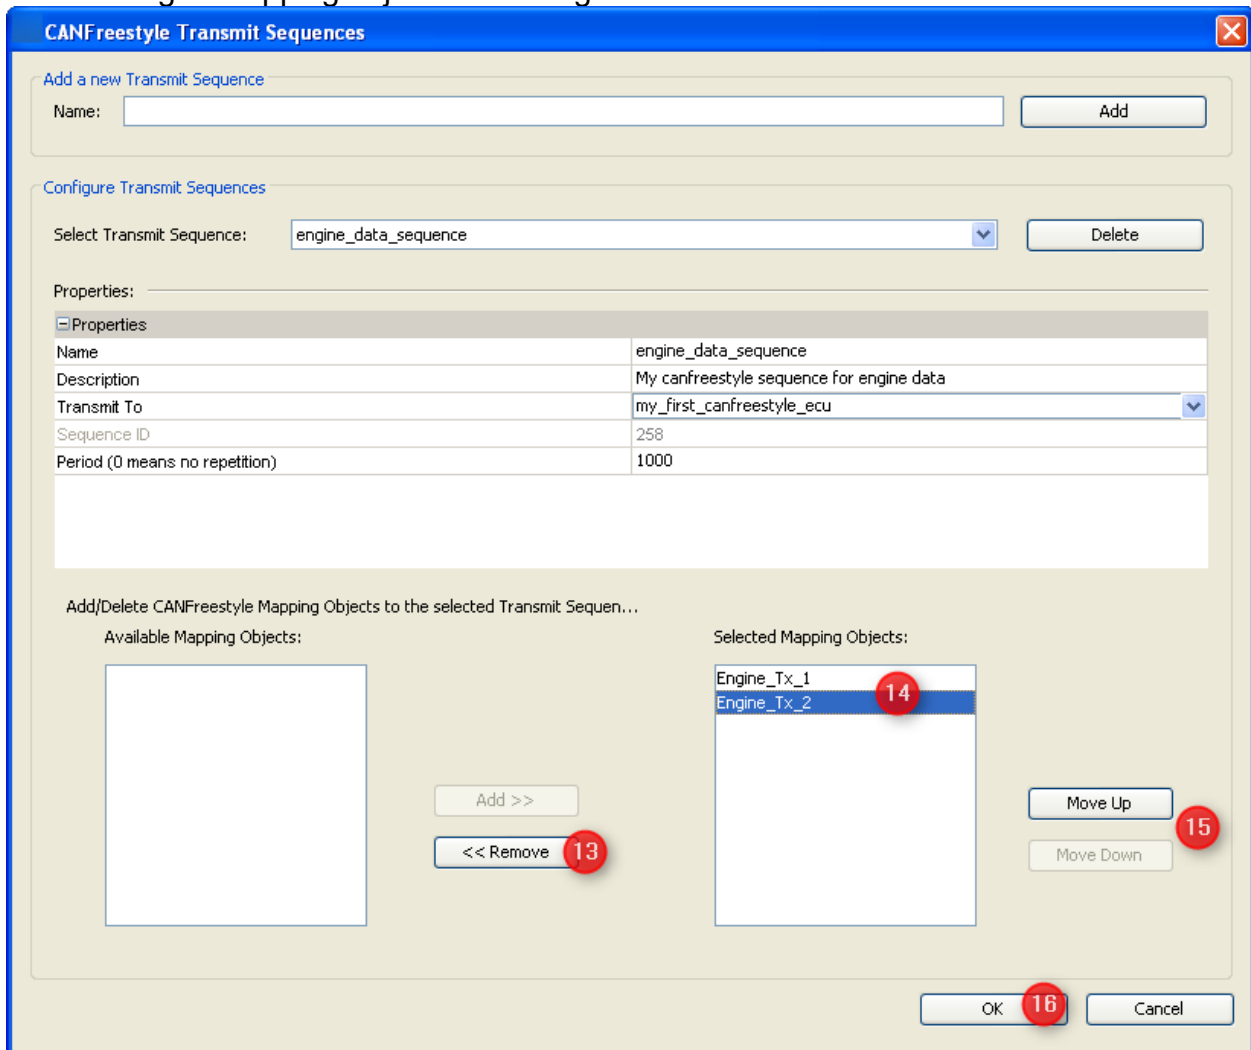 CANFreestyle Transmit Sequences
Add a new Transmit Sequence
Name:
Add
Configure Transmit Sequences
Select Transmit Sequence: engine_data_sequence
Delete
Properties:
Properties
Name engine_data_sequence
Description My canfreestyle sequence for engine data
Transmit To my_first_canfreestyle_ecu
Sequence ID 258
Period (0 means no repetition) 1000
Add/Delete CANFreestyle Mapping Objects to the selected Transmit Sequen...
Available Mapping Objects:
Selected Mapping Objects:
Engine_Tx_1
14
Engine_Tx_2
Add >>
<< Remove 13
Move Up
15
Move Down
OK 16
Cancel